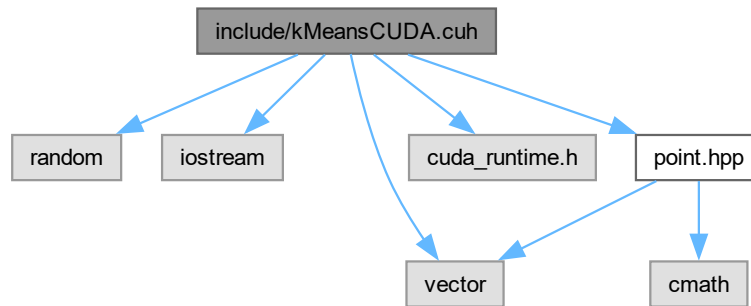 include/kMeansCUDA.cuh
random
iostream
cuda_runtime.h
point.hpp
vector
cmath